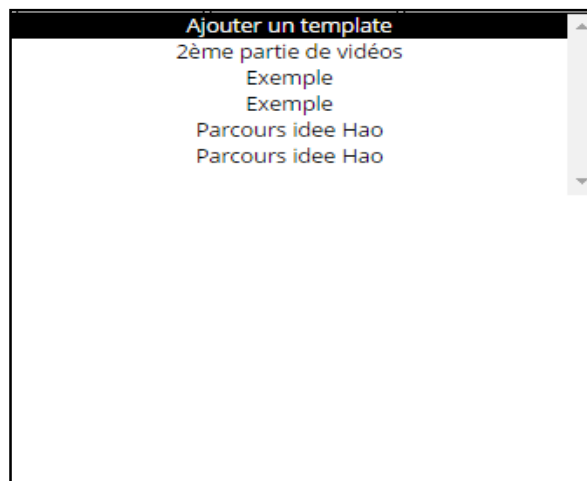 Ajouter un template
2ème partie de vidéos
Exemple
Exemple
Parcours idee Hao
Parcours idee Hao